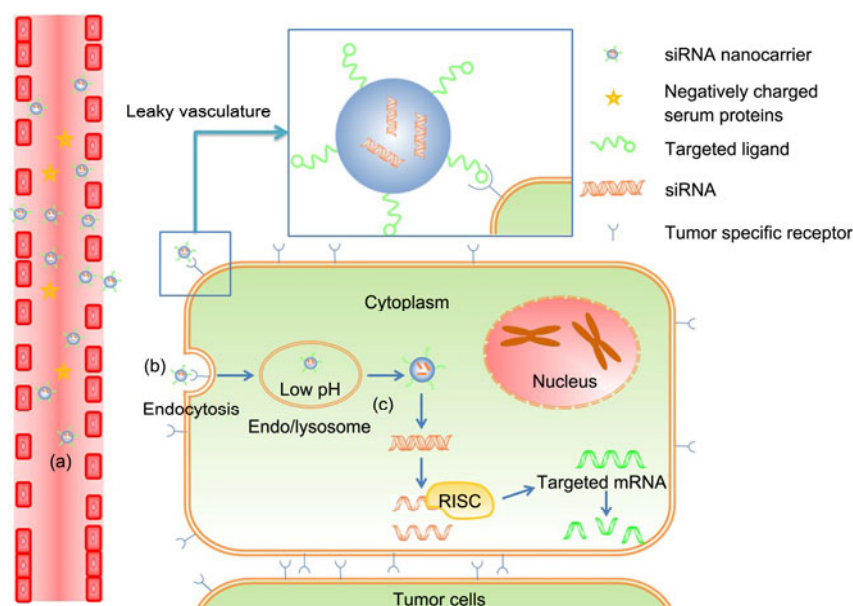 Leaky vasculature
siRNA nanocarrier
Negatively charged
serum proteins
Targeted ligand
siRNA
Tumor specific receptor
Cytoplasm
Nucleus
(b)
Endocytosis
Low pH
Endo/lysosome
(c)
(a)
RISC
Targeted mRNA
Tumor cells